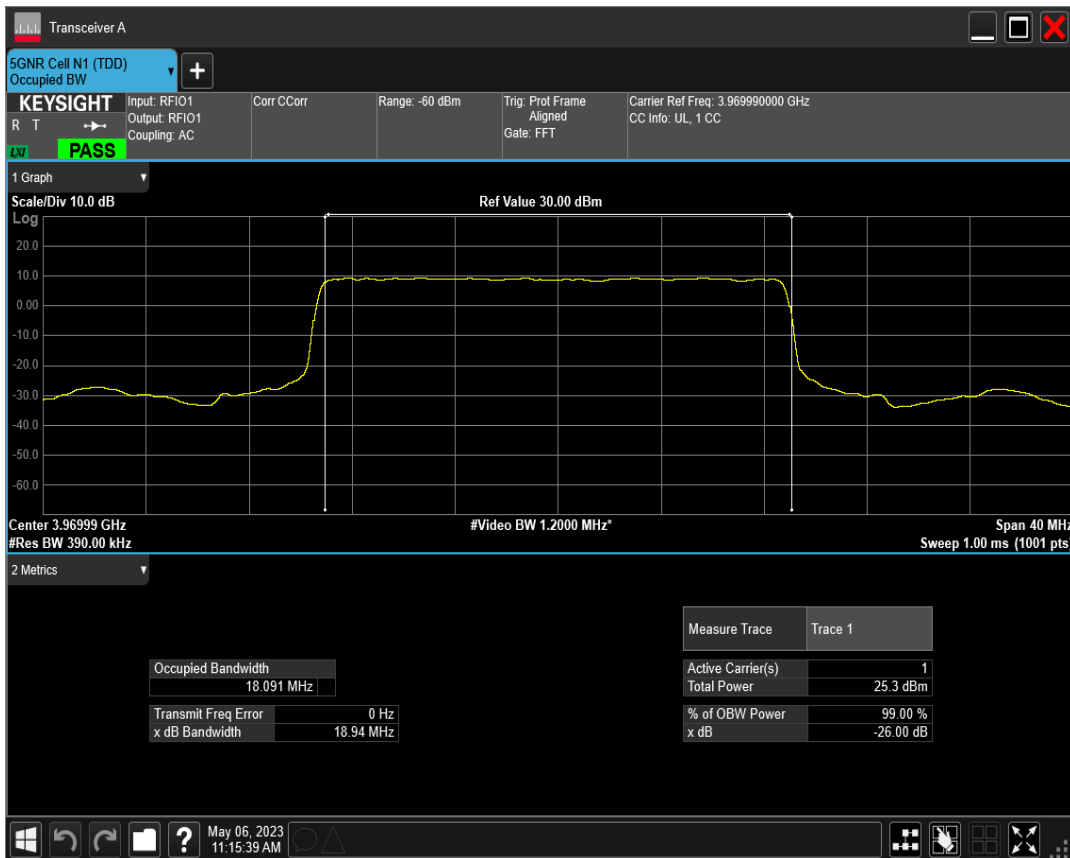 Transceiver A
5GNR Cell N1 (TDD)
Occupied BW
+
KEYSIGHT
R T
LXI
PASS
Input: RFIO1
Output: RFIO1
Coupling: AC
Corr CCorr
Range: -60 dBm
Trig: Prot Frame
Aligned
Gate: FFT
Carrier Ref Freq: 3.969990000 GHz
CC Info: UL, 1 CC
1 Graph
Scale/Div 10.0 dB
Ref Value 30.00 dBm
Log
20.0
10.0
0.00
-10.0
-20.0
-30.0
-40.0
-50.0
-60.0
Center 3.96999 GHz
#Video BW 1.2000 MHz*
Span 40 MHz
#Res BW 390.00 kHz
Sweep 1.00 ms (1001 pts)
2 Metrics
Measure Trace Trace 1
Occupied Bandwidth
18.091 MHz
Active Carrier(s) 1
Total Power 25.3 dBm
Transmit Freq Error 0 Hz
x dB Bandwidth 18.94 MHz
% of OBW Power 99.00 %
x dB -26.00 dB
?
May 06, 2023
11:15:39 AM